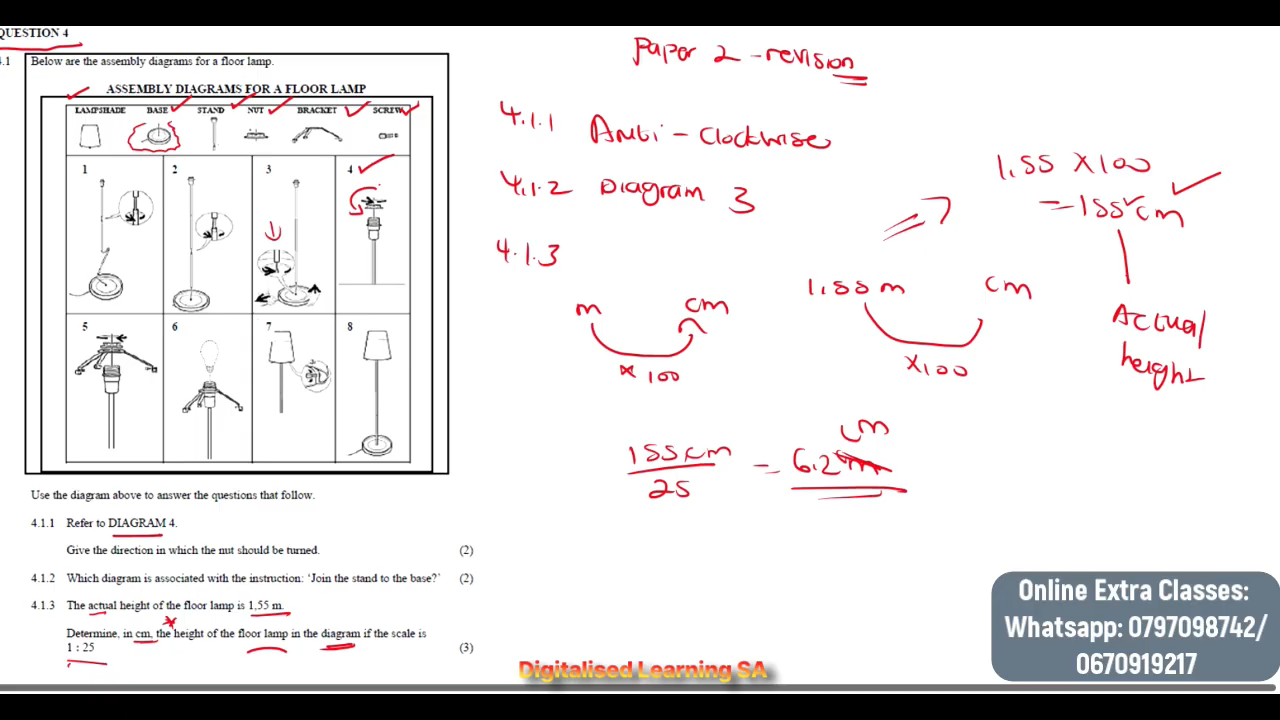 QUESTION 4
4.1 Below are the assembly diagrams for a floor lamp.
ASSEMBLY DIAGRAMS FOR A FLOOR LAMP
LAMPSHADE BASE STAND NUT BRACKET SCREW
1 2 3 4
5 6 7 8
Use the diagram above to answer the questions that follow.
4.1.1 Refer to DIAGRAM 4.
Give the direction in which the nut should be turned. (2)
4.1.2 Which diagram is associated with the instruction: ‘Join the stand to the base?’ (2)
4.1.3 The actual height of the floor lamp is 1,55 m.
Determine, in cm, the height of the floor lamp in the diagram if the scale is
1 : 25 (3)
Paper 2 - revision
4.1.1 Anti - clockwise
4.1.2 Diagram 3
4.1.3
m cm
× 100
1,55 m cm
×100
1,55 ×100
= 155 cm
Actual
height
155cm
25
= 6.2 cm
Online Extra Classes:
Whatsapp: 0797098742/
0670919217
Digitalised Learning SA